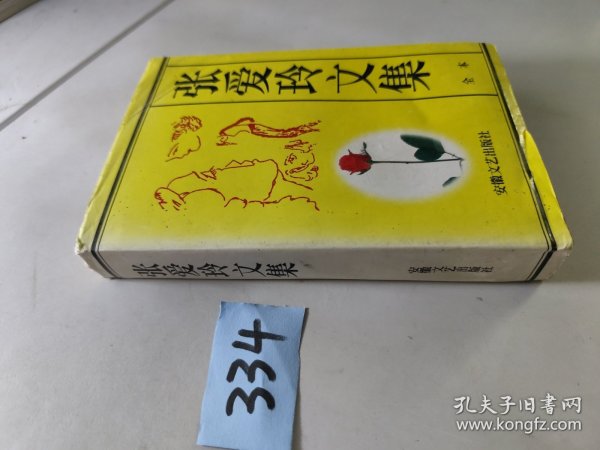 张爱玲文集
全本
安徽文艺出版社
张爱玲文集
安徽文艺出版社
334
孔夫子旧书网
www.kongfz.com